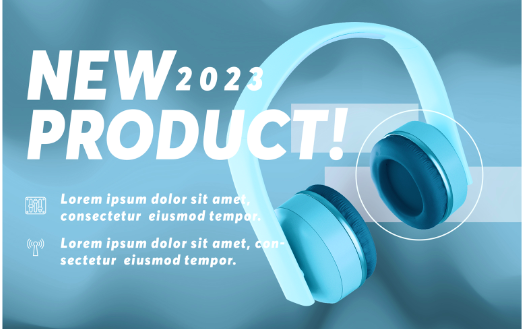 NEW 2023
PRODUCT!
Lorem ipsum dolor sit amet,
consectetur eiusmod tempor.
Lorem ipsum dolor sit amet, con-
sectetur eiusmod tempor.